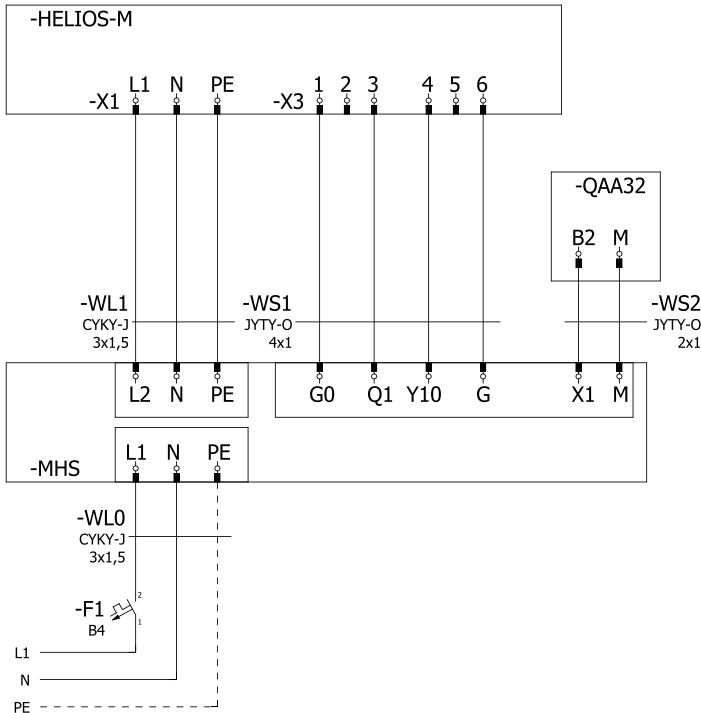 -HELIOS-M
L1 N PE 1 2 3 4 5 6
-X1 -X3
-QAA32
B2 M
-WL1 -WS1 -WS2
CYKY-J JYTY-O JYTY-O
3x1,5 4x1 2x1
L2 N PE G0 Q1 Y10 G X1 M
L1 N PE
-MHS
-WL0
CYKY-J
3x1,5
2
-F1
1
B4
L1
N
PE